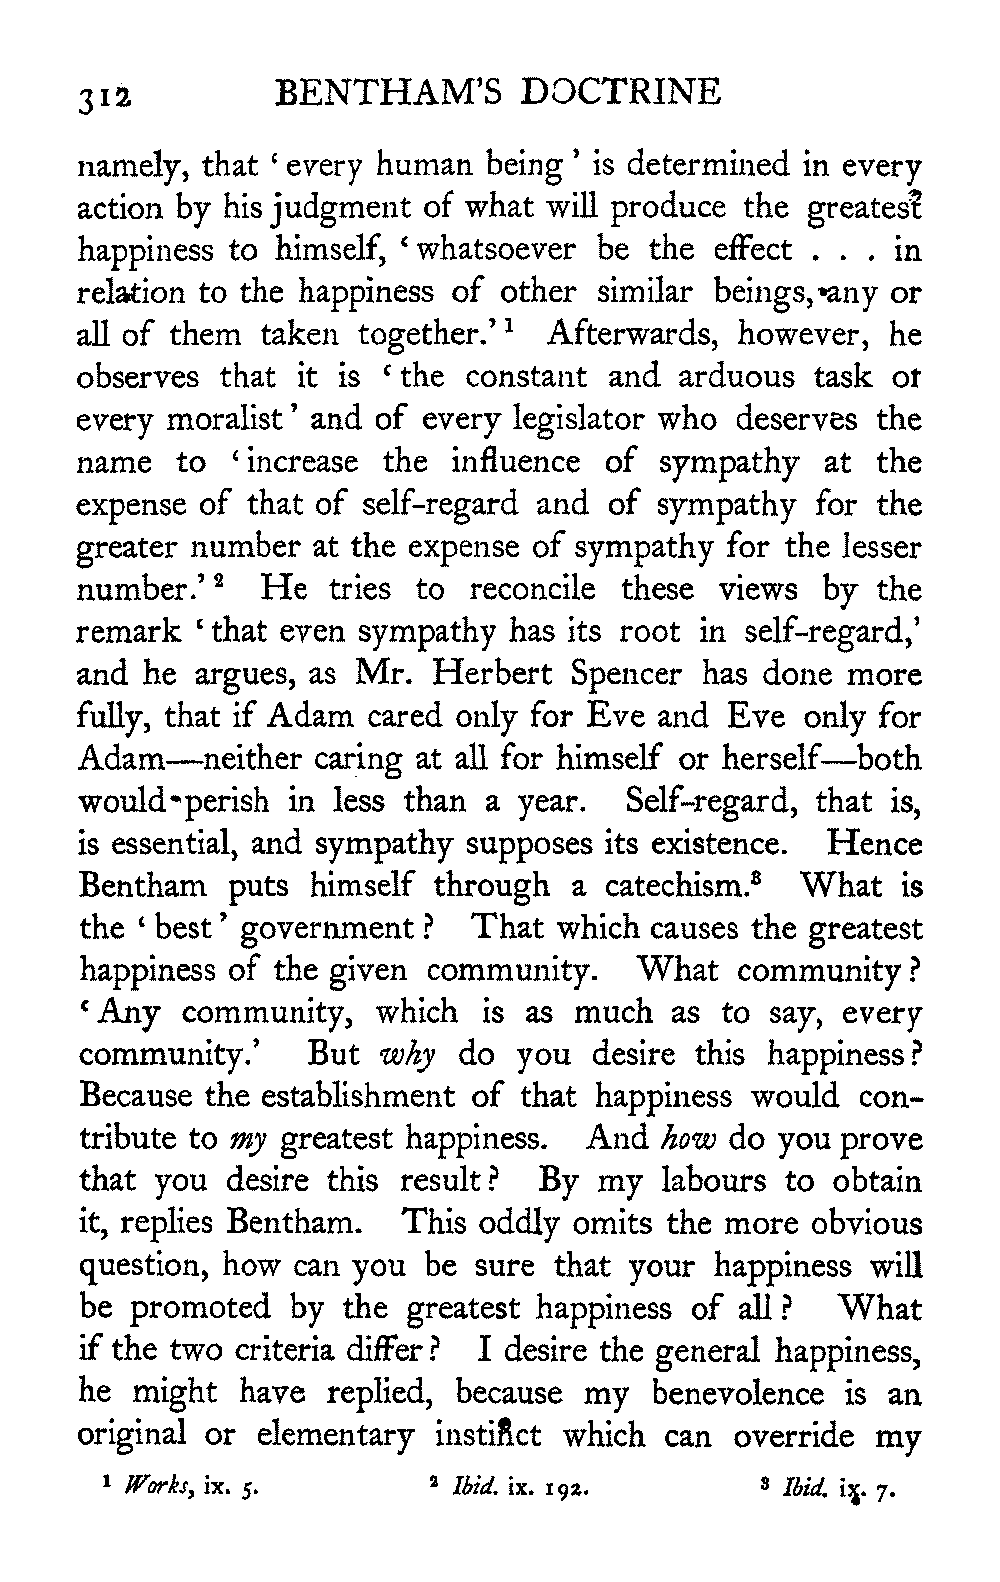 312 BENTHAM'S DOCTRINE
namely, that ‘ every human being ’ is determined in every
action by his judgment of what will produce the greatest
happiness to himself, ‘ whatsoever be the effect . . . in
relation to the happiness of other similar beings, any or
all of them taken together.’ ¹ Afterwards, however, he
observes that it is ‘ the constant and arduous task of
every moralist ’ and of every legislator who deserves the
name to ‘ increase the influence of sympathy at the
expense of that of self-regard and of sympathy for the
greater number at the expense of sympathy for the lesser
number.’ ² He tries to reconcile these views by the
remark ‘ that even sympathy has its root in self-regard,’
and he argues, as Mr. Herbert Spencer has done more
fully, that if Adam cared only for Eve and Eve only for
Adam—neither caring at all for himself or herself—both
would perish in less than a year. Self-regard, that is,
is essential, and sympathy supposes its existence. Hence
Bentham puts himself through a catechism.³ What is
the ‘ best ’ government ? That which causes the greatest
happiness of the given community. What community ?
‘ Any community, which is as much as to say, every
community.’ But why do you desire this happiness ?
Because the establishment of that happiness would con-
tribute to my greatest happiness. And how do you prove
that you desire this result ? By my labours to obtain
it, replies Bentham. This oddly omits the more obvious
question, how can you be sure that your happiness will
be promoted by the greatest happiness of all ? What
if the two criteria differ ? I desire the general happiness,
he might have replied, because my benevolence is an
original or elementary instinct which can override my
¹ Works, ix. 5. ² Ibid. ix. 192. ³ Ibid. ix. 7.